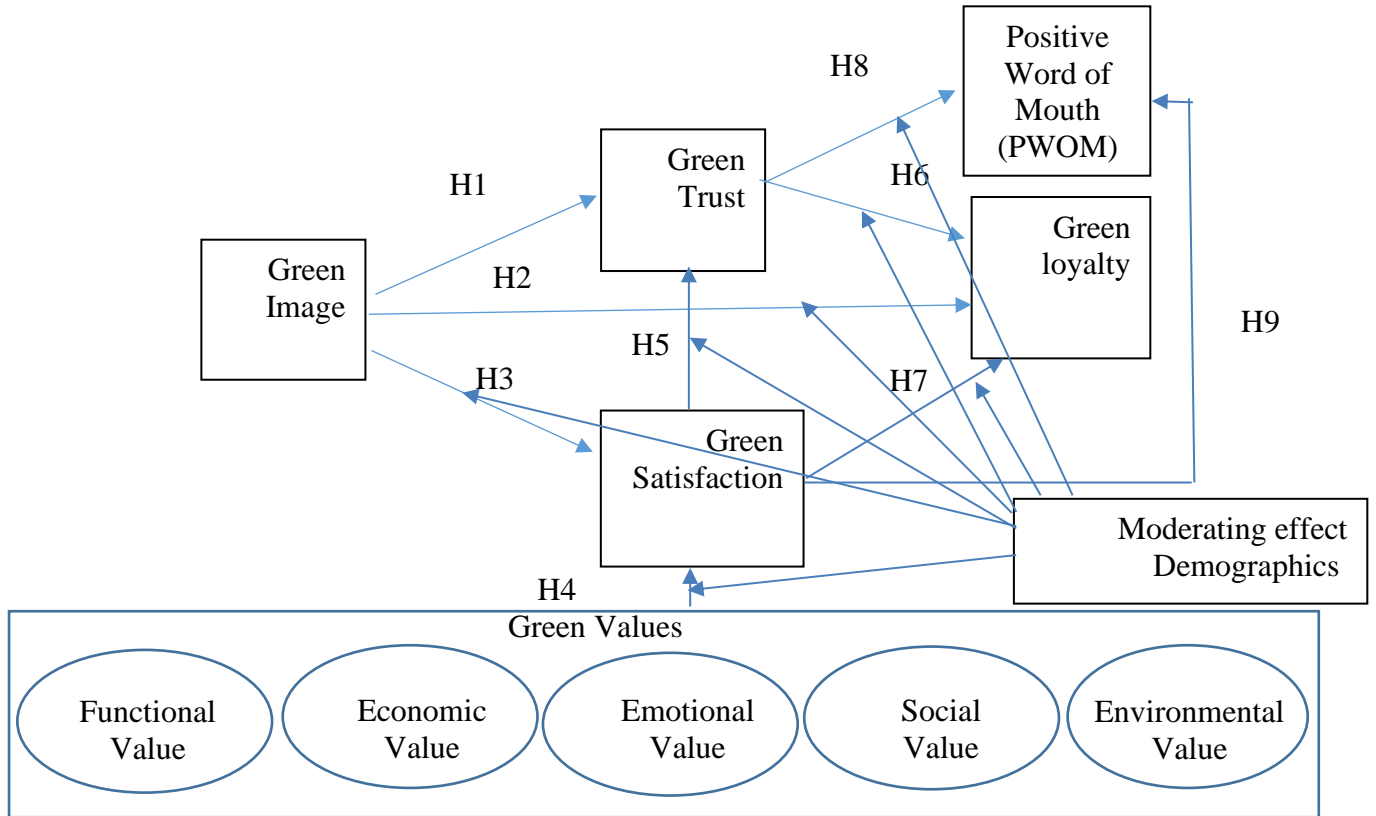 Positive
Word of
Mouth
(PWOM)
H8
Green
Trust
H6
H1
Green
loyalty
Green
Image
H2
H9
H5
H3
H7
Green
Satisfaction
Moderating effect
Demographics
H4
Green Values
Functional
Value
Economic
Value
Emotional
Value
Social
Value
Environmental
Value